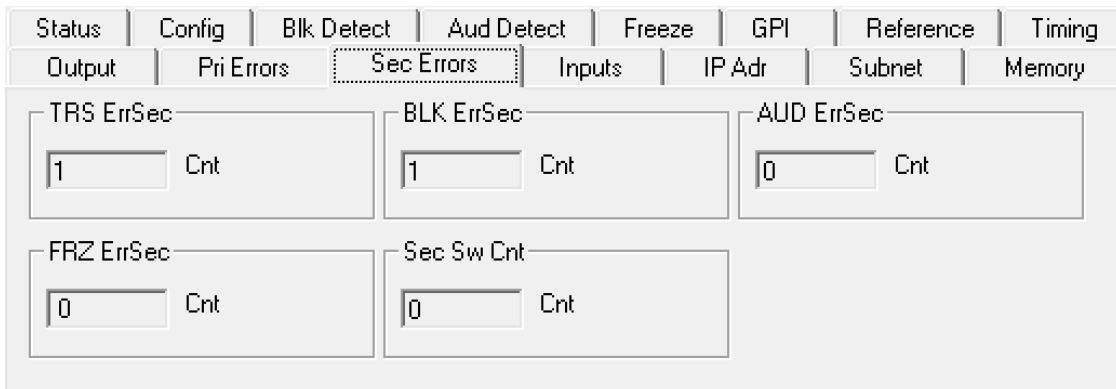 Status Config Blk Detect Aud Detect Freeze GPI Reference Timing
Output Pri Errors Sec Errors Inputs IP Adr Subnet Memory
TRS ErrSec BLK ErrSec AUD ErrSec
1 Cnt 1 Cnt 0 Cnt
FRZ ErrSec Sec Sw Cnt
0 Cnt 0 Cnt